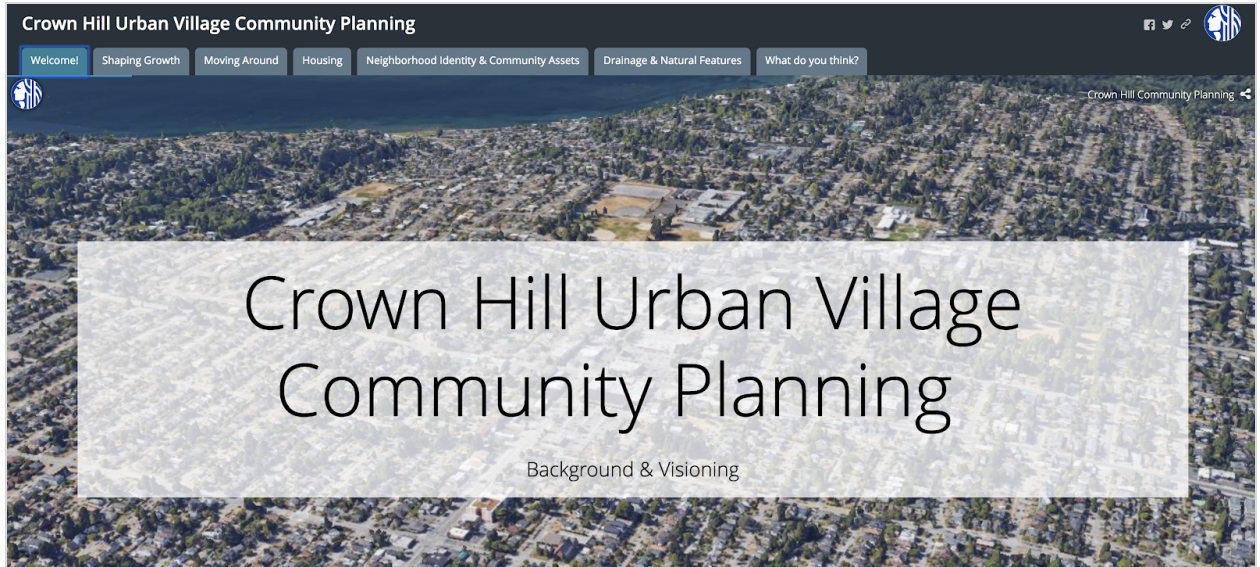 Crown Hill Urban Village Community Planning
Welcome!
Shaping Growth
Moving Around
Housing
Neighborhood Identity & Community Assets
Drainage & Natural Features
What do you think?
Crown Hill Community Planning
Crown Hill Urban Village
Community Planning
Background & Visioning